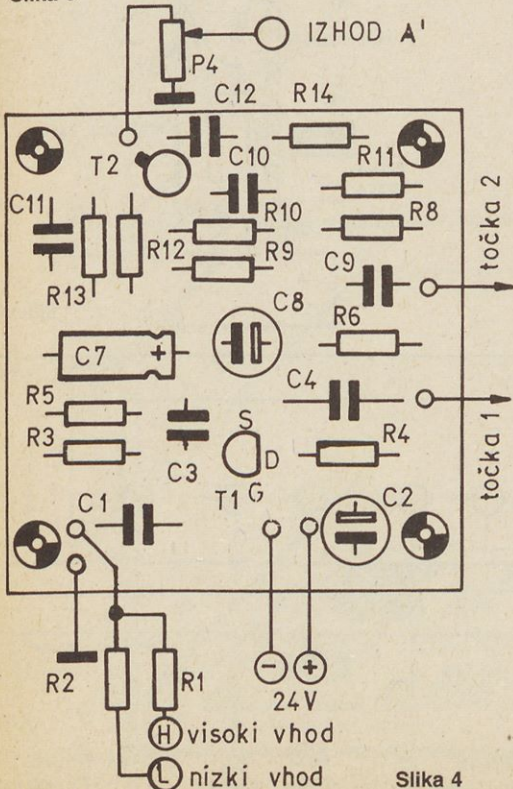 IZHOD A'
P4
C12 R14
T2
C10
R11
C11
R10
R8
R12
R9
točka 2
R13
C9
C8
R6
C7 +
C4
R5
S
R3
D
R4
točka 1
C3
T1 G
C1
C2
- +
R2
R1
24V
H visoki vhod
L nizki vhod
Slika 4